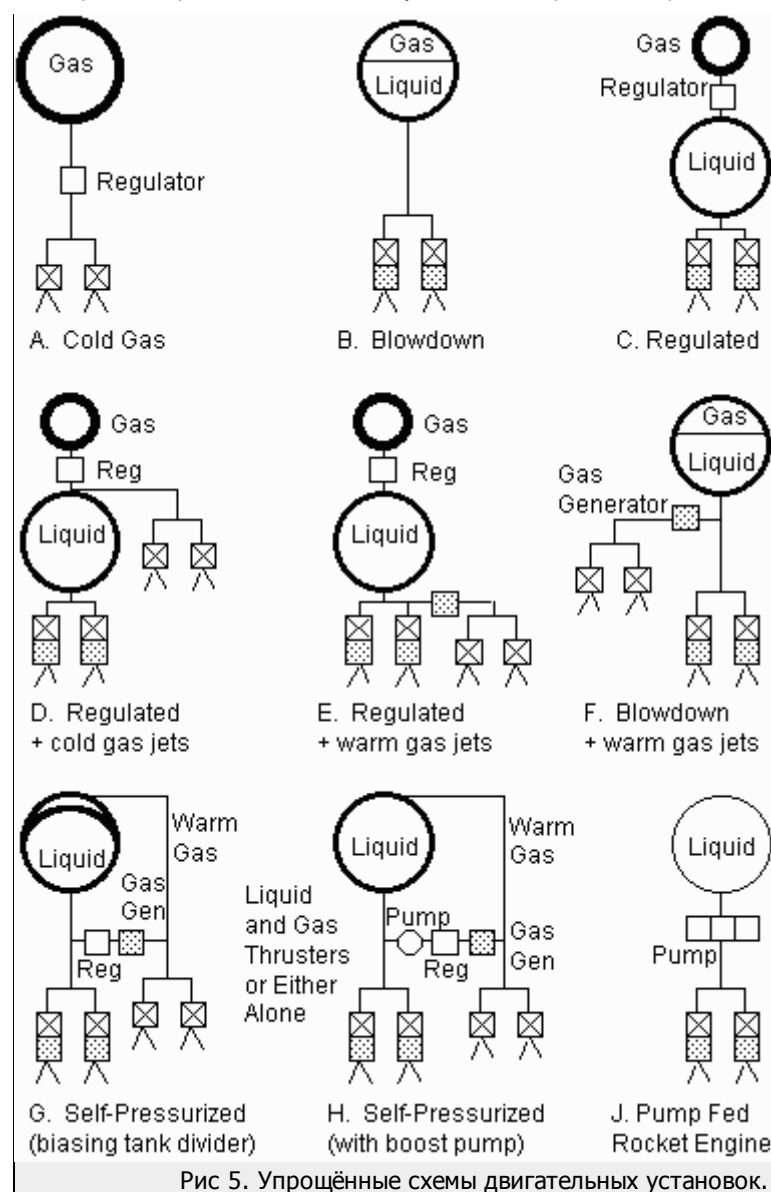 Gas
Regulator
A. Cold Gas
Gas
Liquid
B. Blowdown
Gas
Regulator
Liquid
C. Regulated
Gas
Reg
Liquid
D. Regulated
+ cold gas jets
Gas
Reg
Liquid
E. Regulated
+ warm gas jets
Gas
Liquid
Gas
Generator
F. Blowdown
+ warm gas jets
Liquid
Warm
Gas
Gas
Gen
Reg
G. Self-Pressurized
(biasing tank divider)
Liquid
Warm
Gas
Liquid
and Gas
Thrusters
or Either
Alone
Pump
Reg
Gas
Gen
H. Self-Pressurized
(with boost pump)
Liquid
Pump
J. Pump Fed
Rocket Engine
Рис 5. Упрощённые схемы двигательных установок.